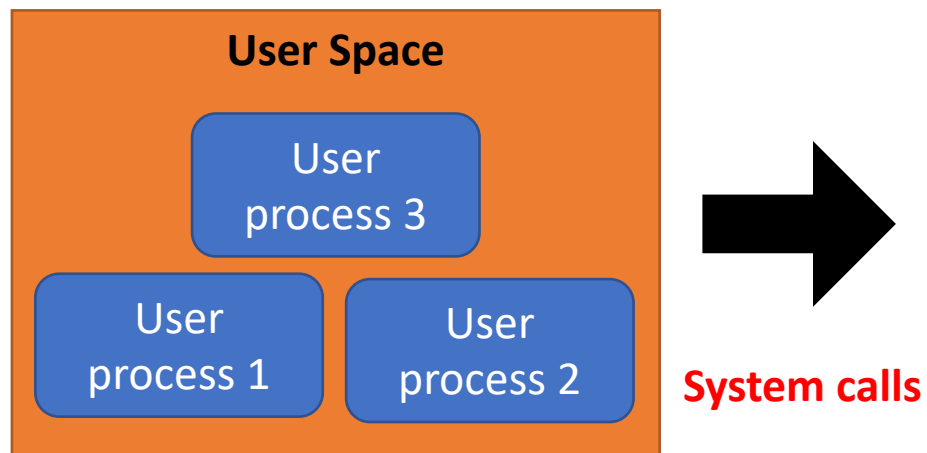 User Space
User
process 3
User
process 1
User
process 2
System calls